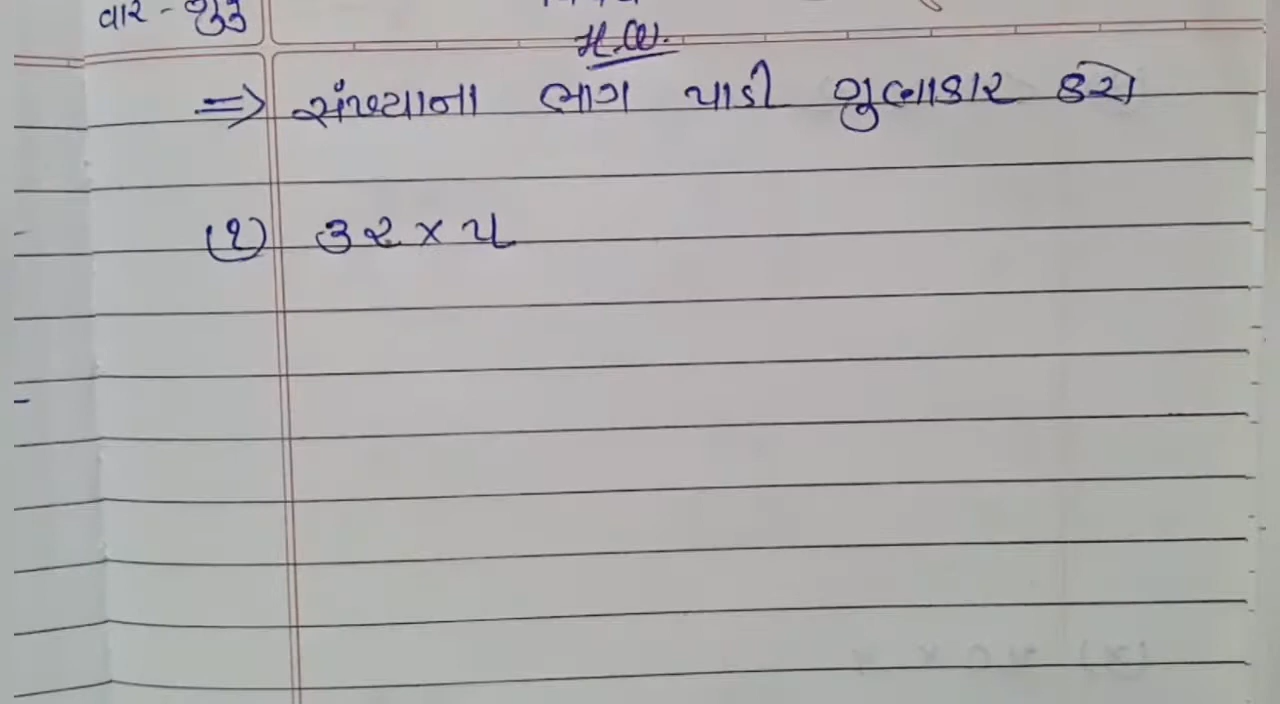 વાર - ગુરુ
H.W.
=> સંખ્યાના ભાગ પાડી ગુણાકાર કરો
(૧) ૩૨ × ૫